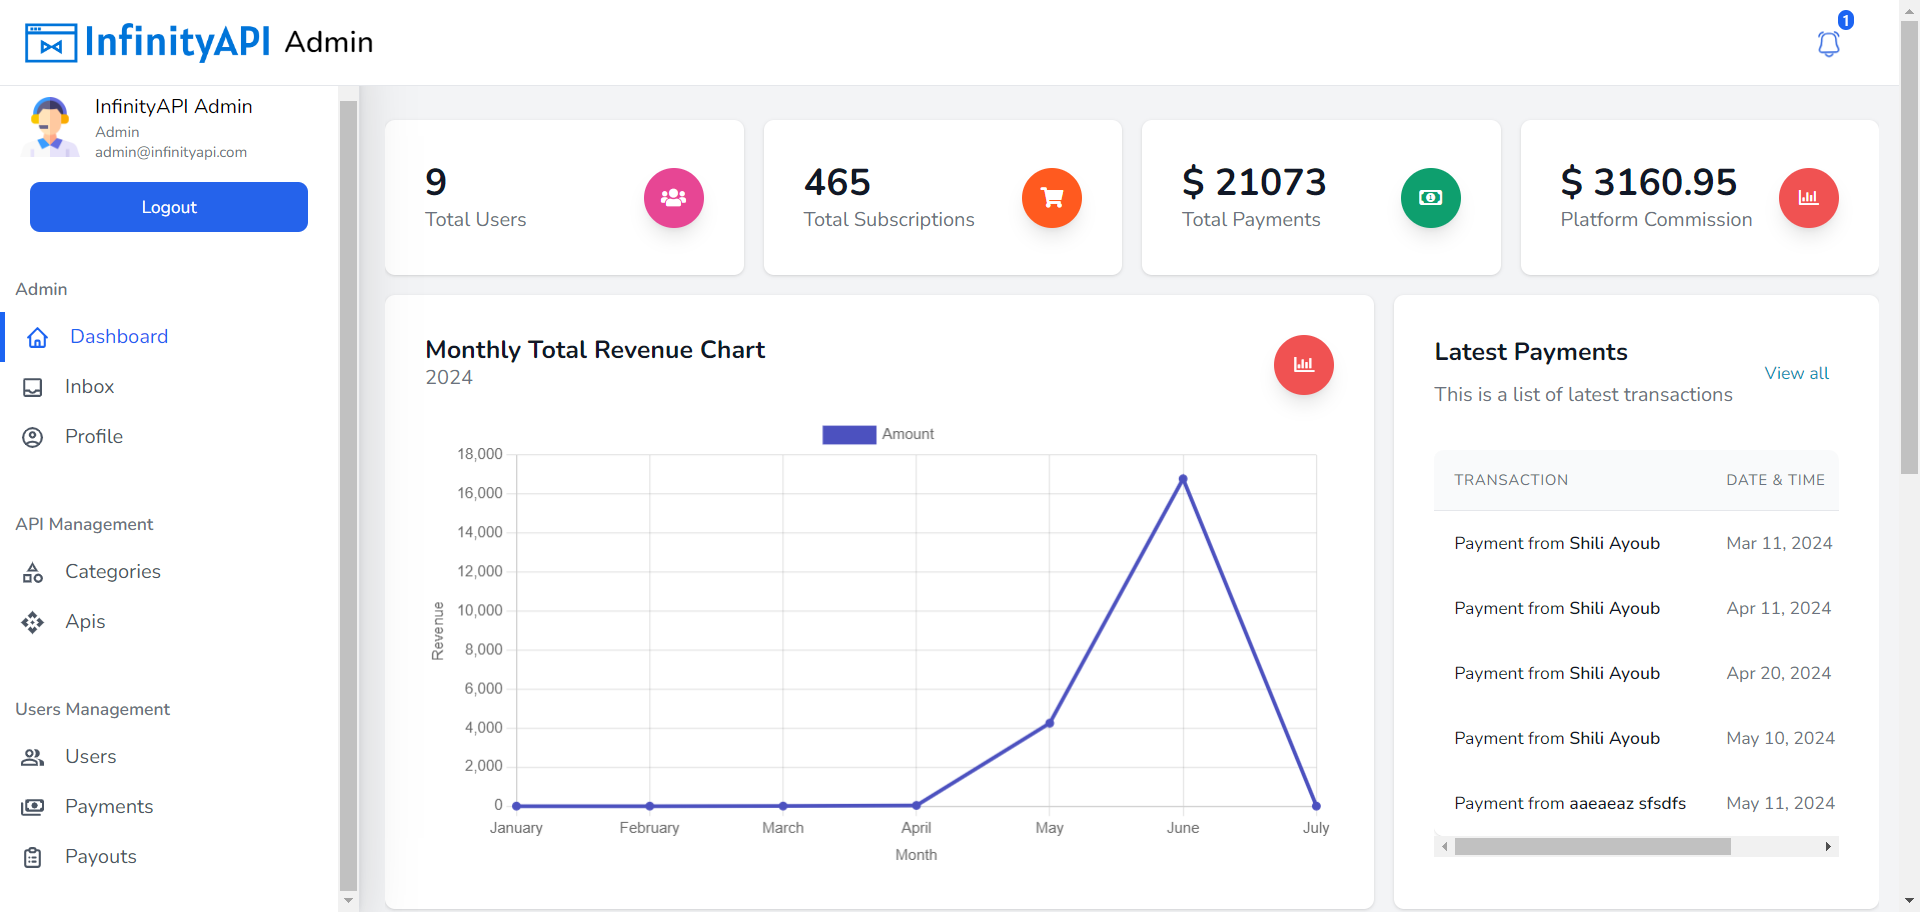 InfinityAPI Admin
1
InfinityAPI Admin
Admin
admin@infinityapi.com
Logout
Admin
Dashboard
Inbox
Profile
API Management
Categories
Apis
Users Management
Users
Payments
Payouts
9
Total Users
465
Total Subscriptions
$ 21073
Total Payments
$ 3160.95
Platform Commission
Monthly Total Revenue Chart
2024
Amount
18,000
16,000
14,000
12,000
10,000
8,000
6,000
4,000
2,000
0
Revenue
January February March April May June July
Month
Latest Payments
View all
This is a list of latest transactions
TRANSACTION DATE & TIME
Payment from Shili Ayoub Mar 11, 2024
Payment from Shili Ayoub Apr 11, 2024
Payment from Shili Ayoub Apr 20, 2024
Payment from Shili Ayoub May 10, 2024
Payment from aaeaeaz sfsdfs May 11, 2024